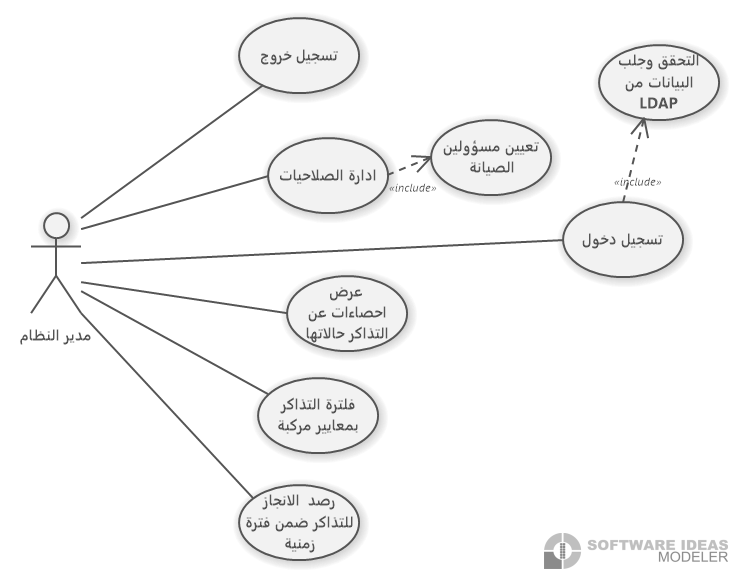 تسجيل خروج
التحقق وجلب
البيانات من
LDAP
تعيين مسؤولين
الصيانة
ادارة الصلاحيات
«include»
«include»
تسجيل دخول
مدير النظام
عرض
احصاءات عن
التذاكر حالاتها
فلترة التذاكر
بمعايير مركبة
رصد الانجاز
للتذاكر ضمن فترة
زمنية
SOFTWARE IDEAS
MODELER